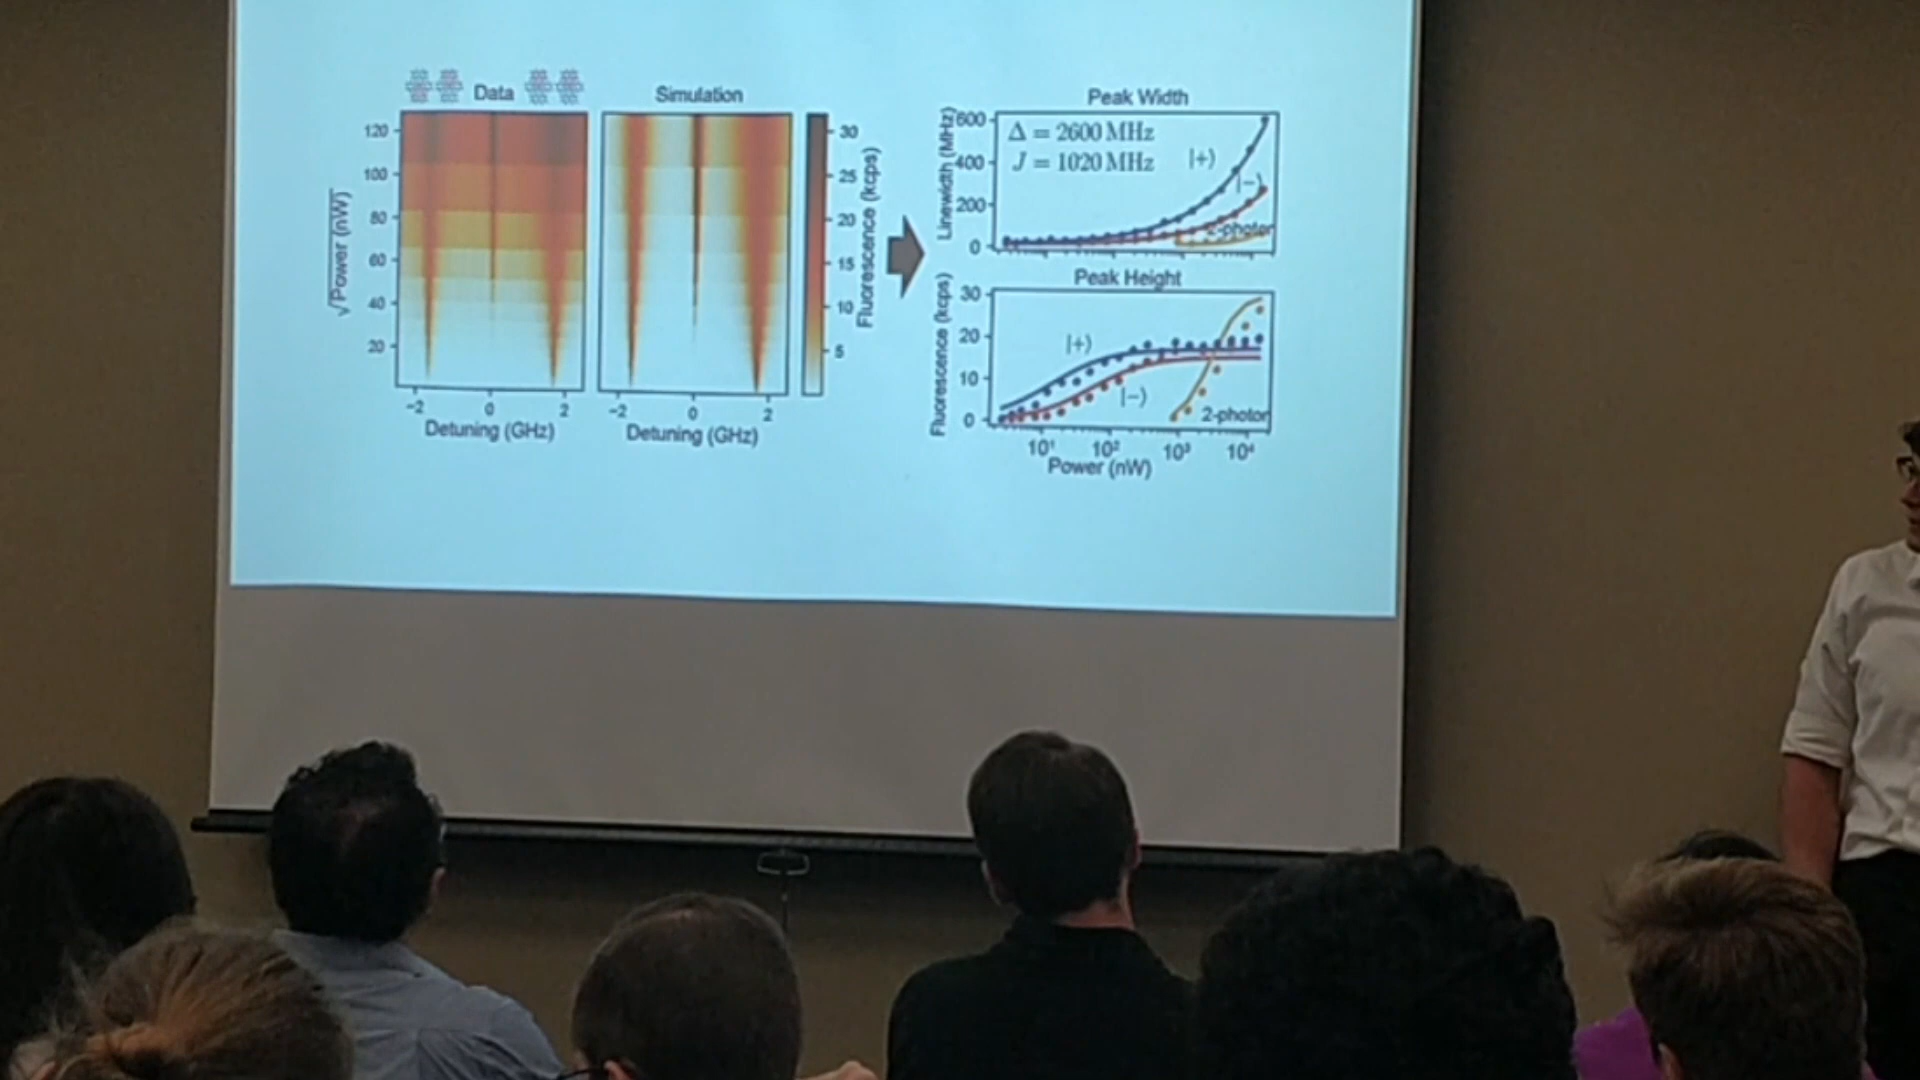 Data
Simulation
√Power (nW)
120
100
80
60
40
20
−2
0
2
Detuning (GHz)
−2
0
2
Detuning (GHz)
30
25
20
15
10
5
Fluorescence (kcps)
Peak Width
Linewidth (MHz)
600
400
200
0
Δ = 2600 MHz
J = 1020 MHz
|+⟩
|−⟩
2-photon
Peak Height
Fluorescence (kcps)
30
20
10
0
|+⟩
|−⟩
2-photon
10¹
10²
10³
10⁴
Power (nW)